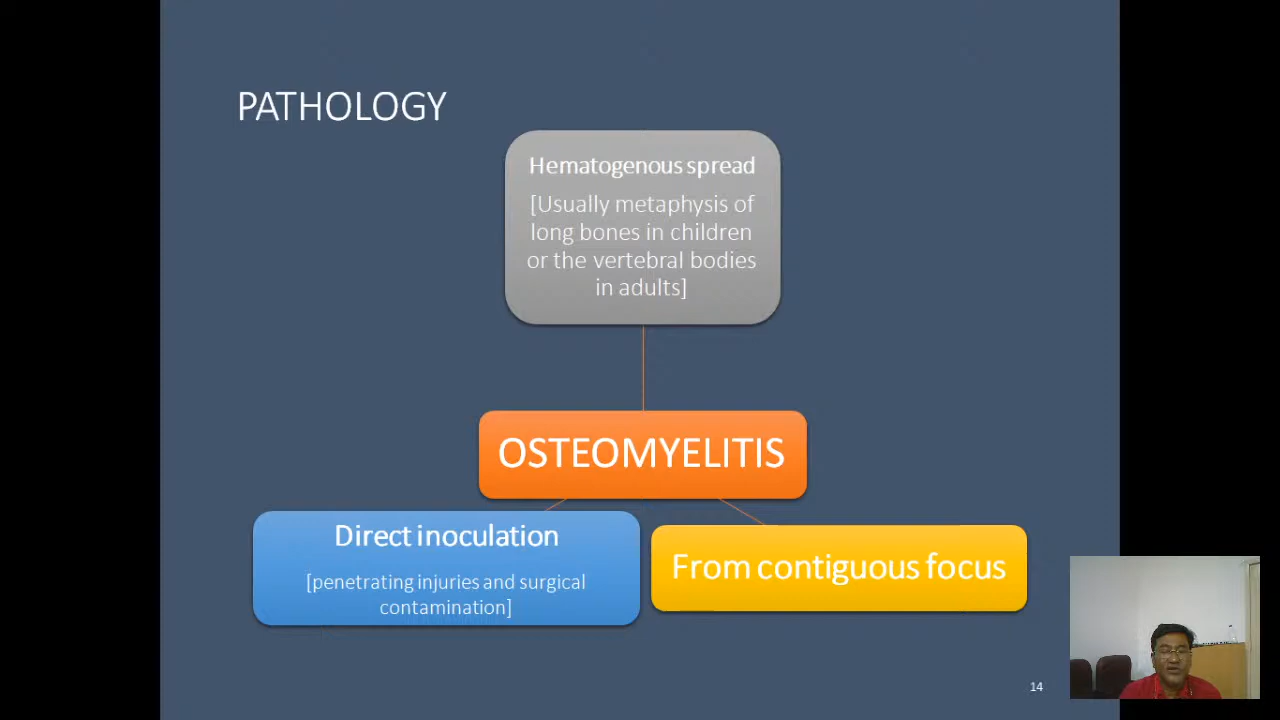 PATHOLOGY
Hematogenous spread
[Usually metaphysis of
long bones in children
or the vertebral bodies
in adults]
OSTEOMYELITIS
Direct inoculation
[penetrating injuries and surgical
contamination]
From contiguous focus
14